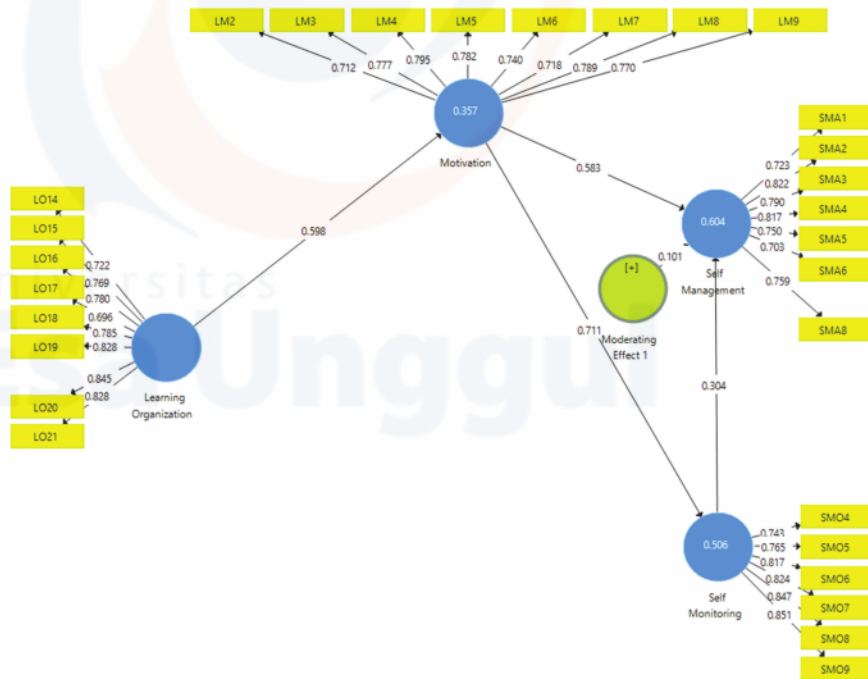 LM2 LM3 LM4 LM5 LM6 LM7 LM8 LM9
0.712 0.777 0.795 0.782 0.740 0.718 0.789 0.770
0.357
Motivation
SMA1
SMA2
SMA3
SMA4
SMA5
SMA6
SMA8
0.723
0.822
0.790
0.817
0.750
0.703
0.759
0.583
0.604
Self
Management
0.101
[+]
Moderating
Effect 1
LO14
LO15
LO16
LO17
LO18
LO19
LO20
LO21
0.722
0.769
0.780
0.696
0.785
0.828
0.845
0.828
0.598
Learning
Organization
0.711
0.304
0.506
Self
Monitoring
0.743
0.765
0.817
0.824
0.847
0.851
SMO4
SMO5
SMO6
SMO7
SMO8
SMO9
Universitas
Esa Unggul